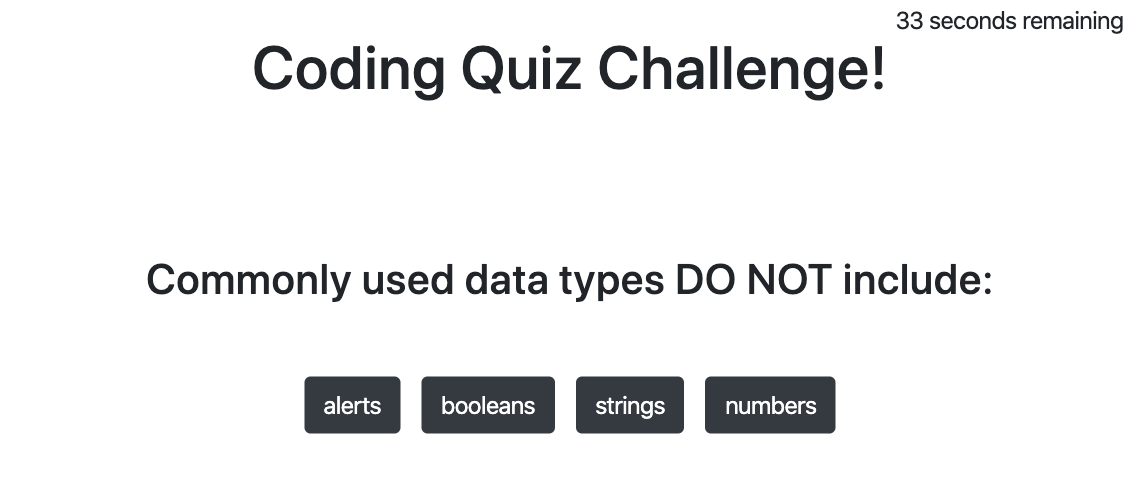 33 seconds remaining
Coding Quiz Challenge!
Commonly used data types DO NOT include:
alerts booleans strings numbers